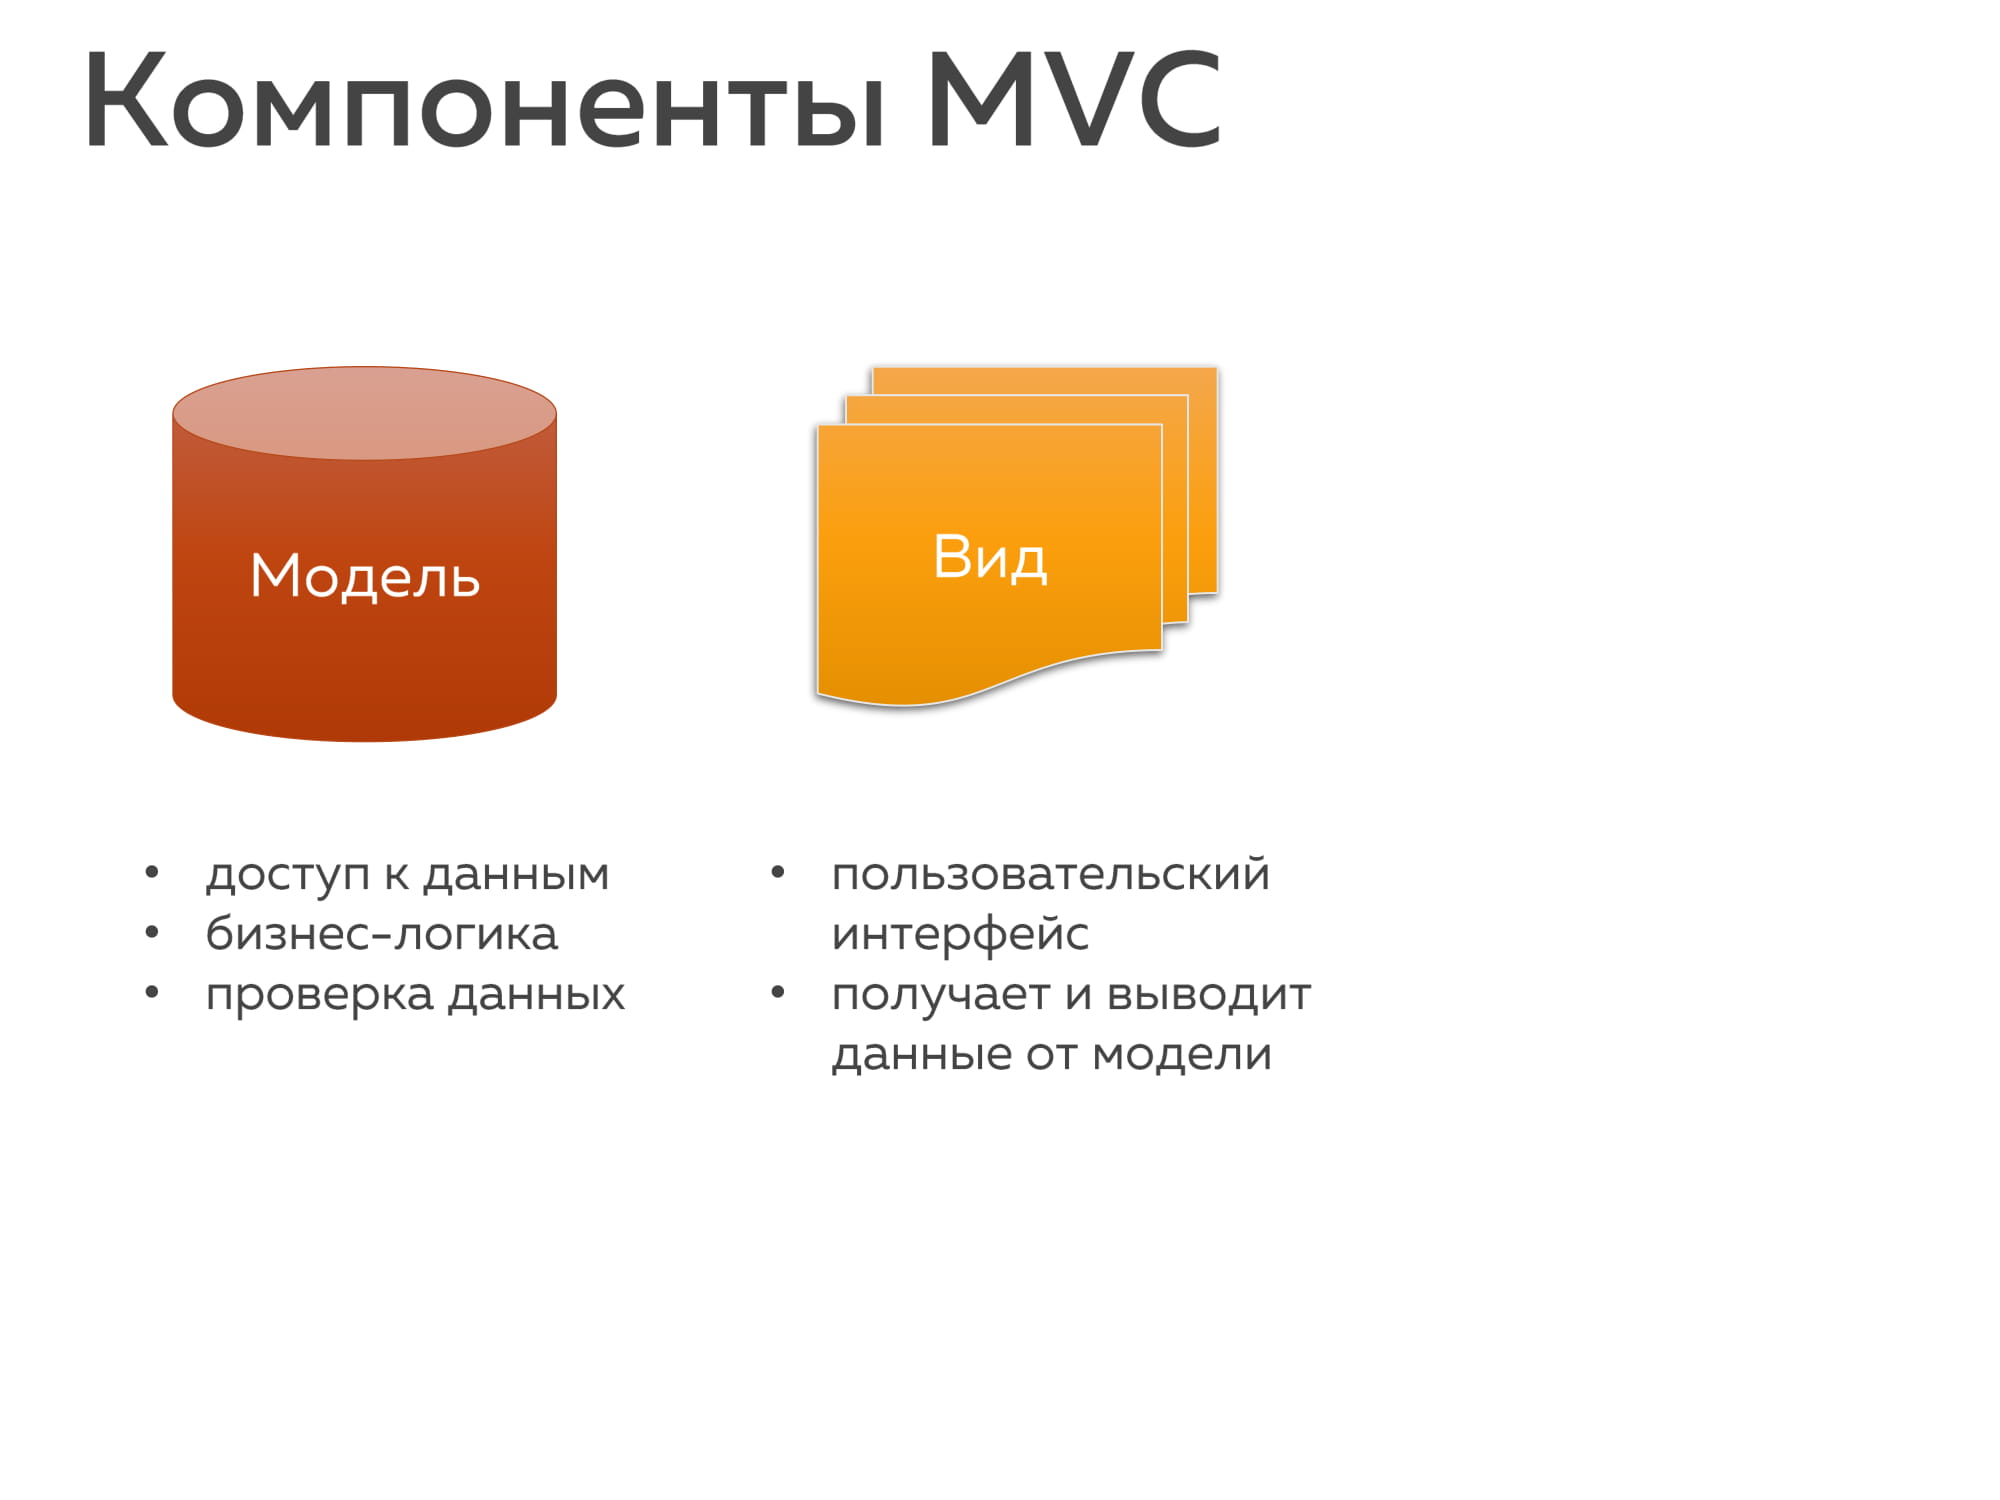 Компоненты MVC
Модель
Вид
• доступ к данным
• бизнес-логика
• проверка данных
• пользовательский
интерфейс
• получает и выводит
данные от модели